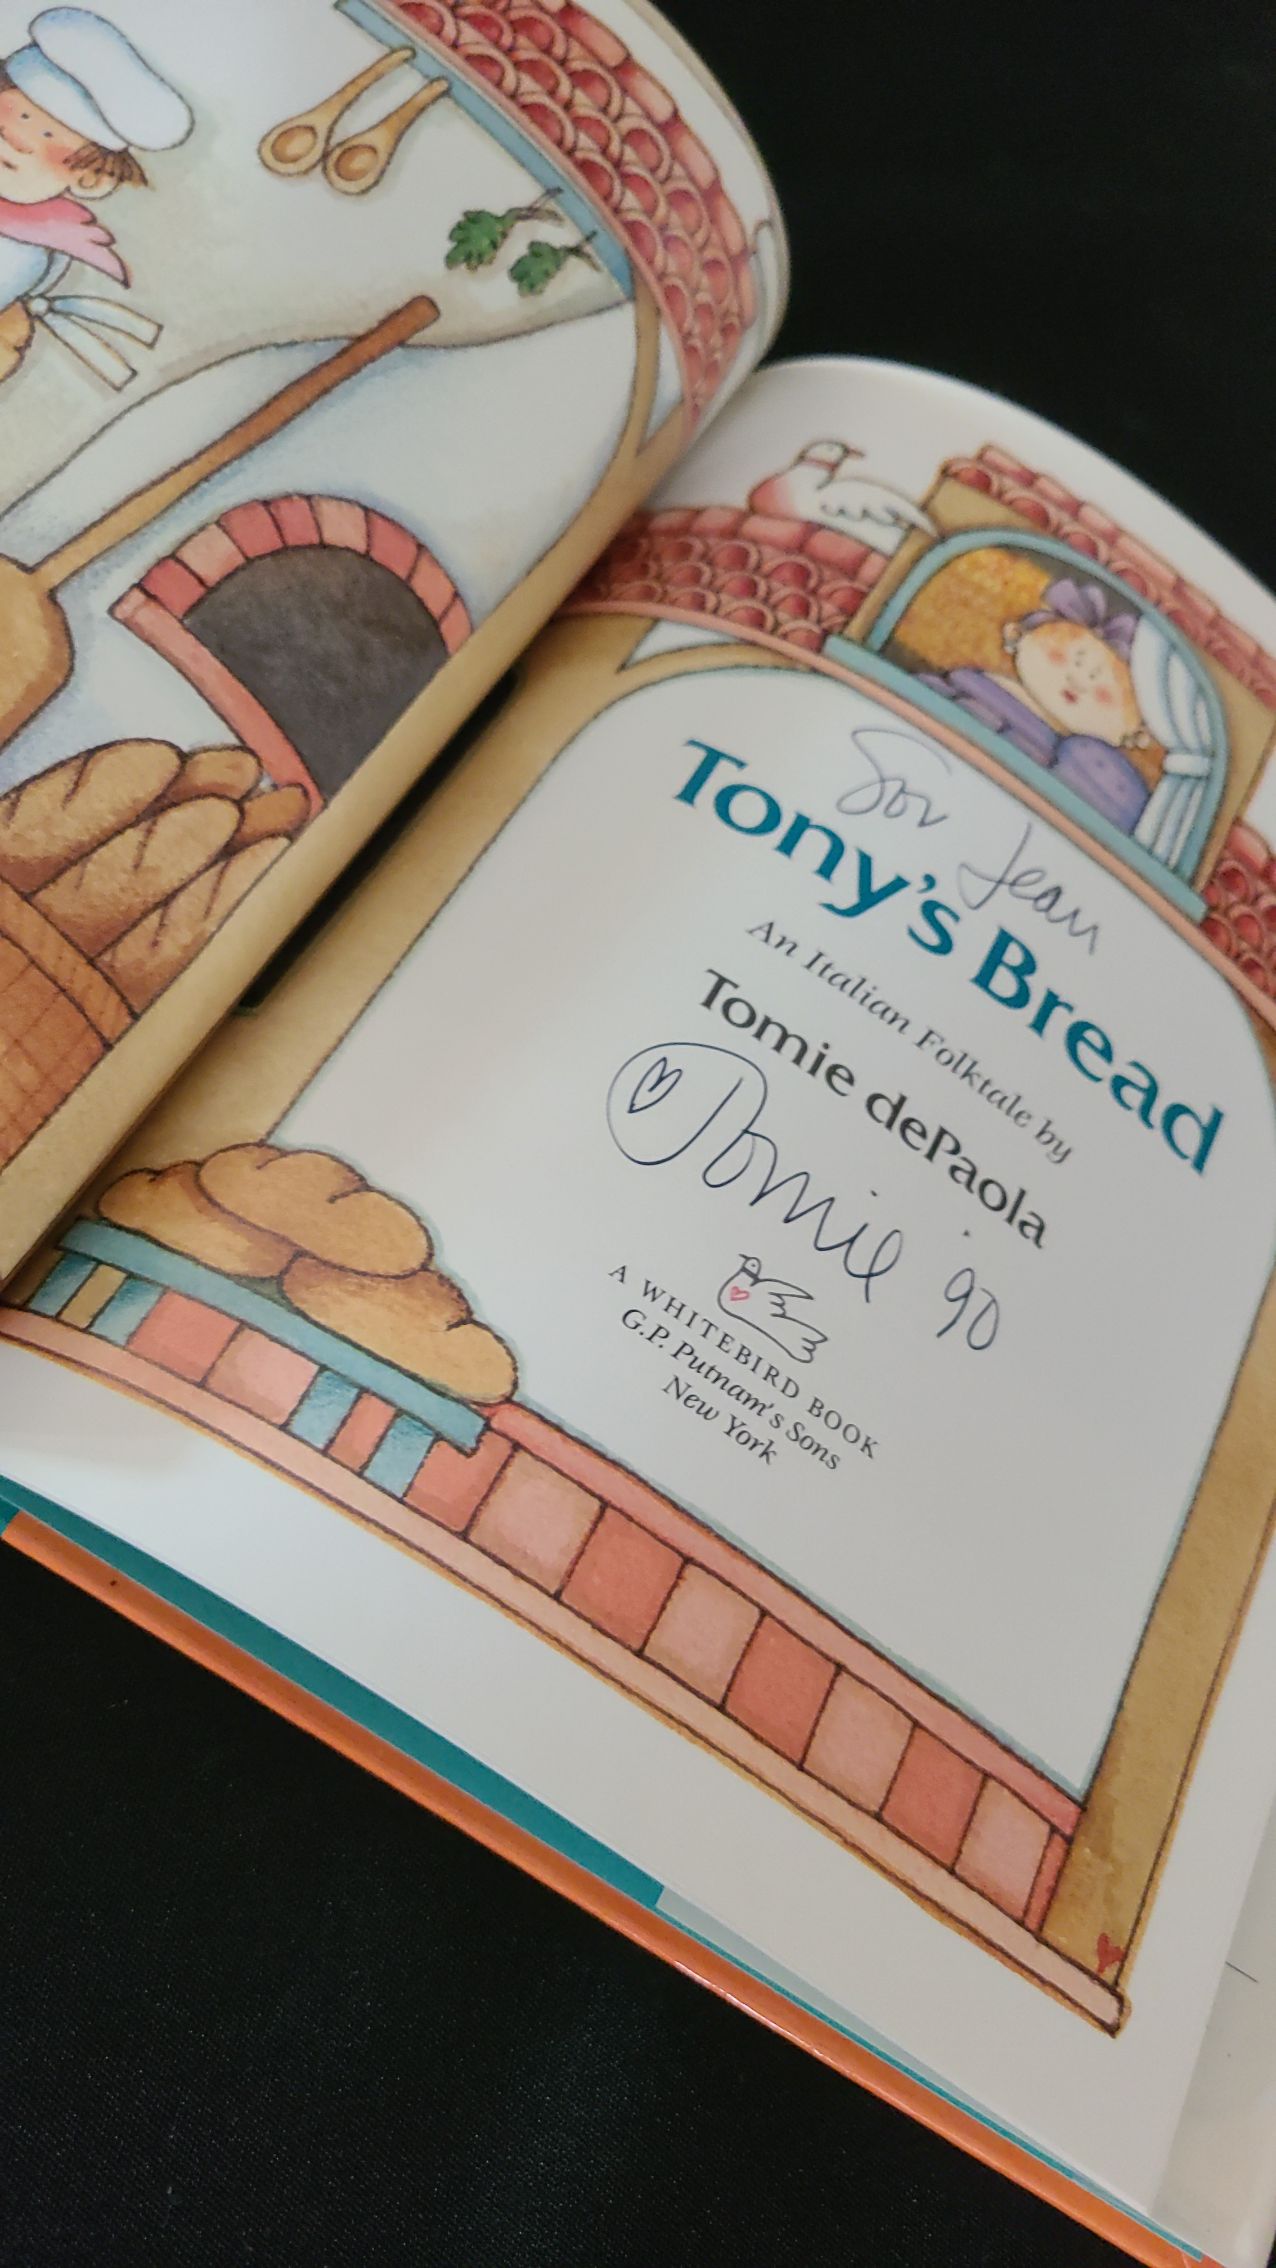 for Jean
Tony's Bread
An Italian Folktale by
Tomie dePaola
Tomie '90
A WHITEBIRD BOOK
G.P. Putnam's Sons
New York